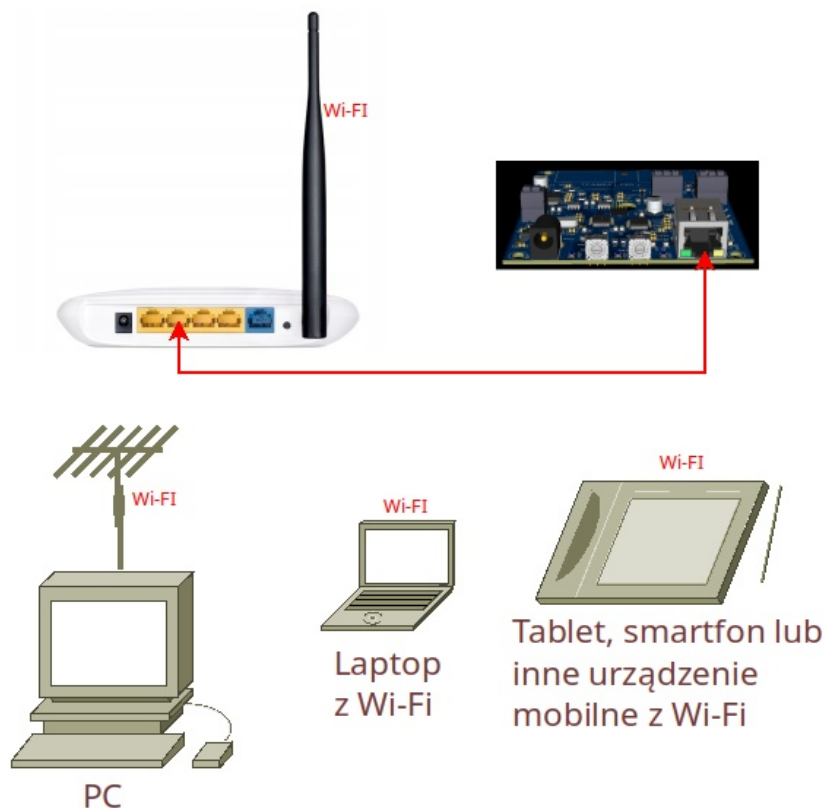 Wi-FI
Wi-FI
Wi-FI
Wi-FI
Laptop
z Wi-Fi
Tablet, smartfon lub
inne urządzenie
mobilne z Wi-Fi
PC